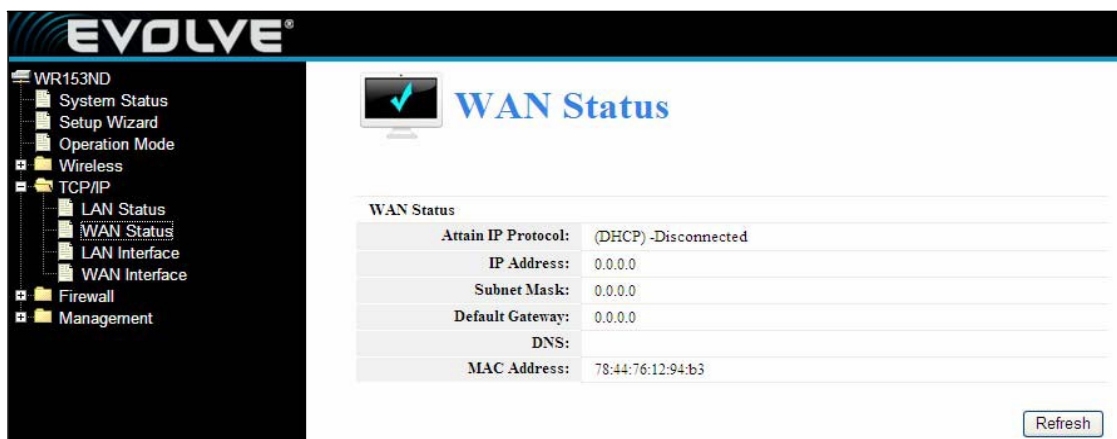 EVOLVE®
WR153ND
System Status
Setup Wizard
Operation Mode
Wireless
TCP/IP
LAN Status
WAN Status
LAN Interface
WAN Interface
Firewall
Management
WAN Status
WAN Status
Attain IP Protocol: (DHCP) -Disconnected
IP Address: 0.0.0.0
Subnet Mask: 0.0.0.0
Default Gateway: 0.0.0.0
DNS:
MAC Address: 78:44:76:12:94:b3
Refresh